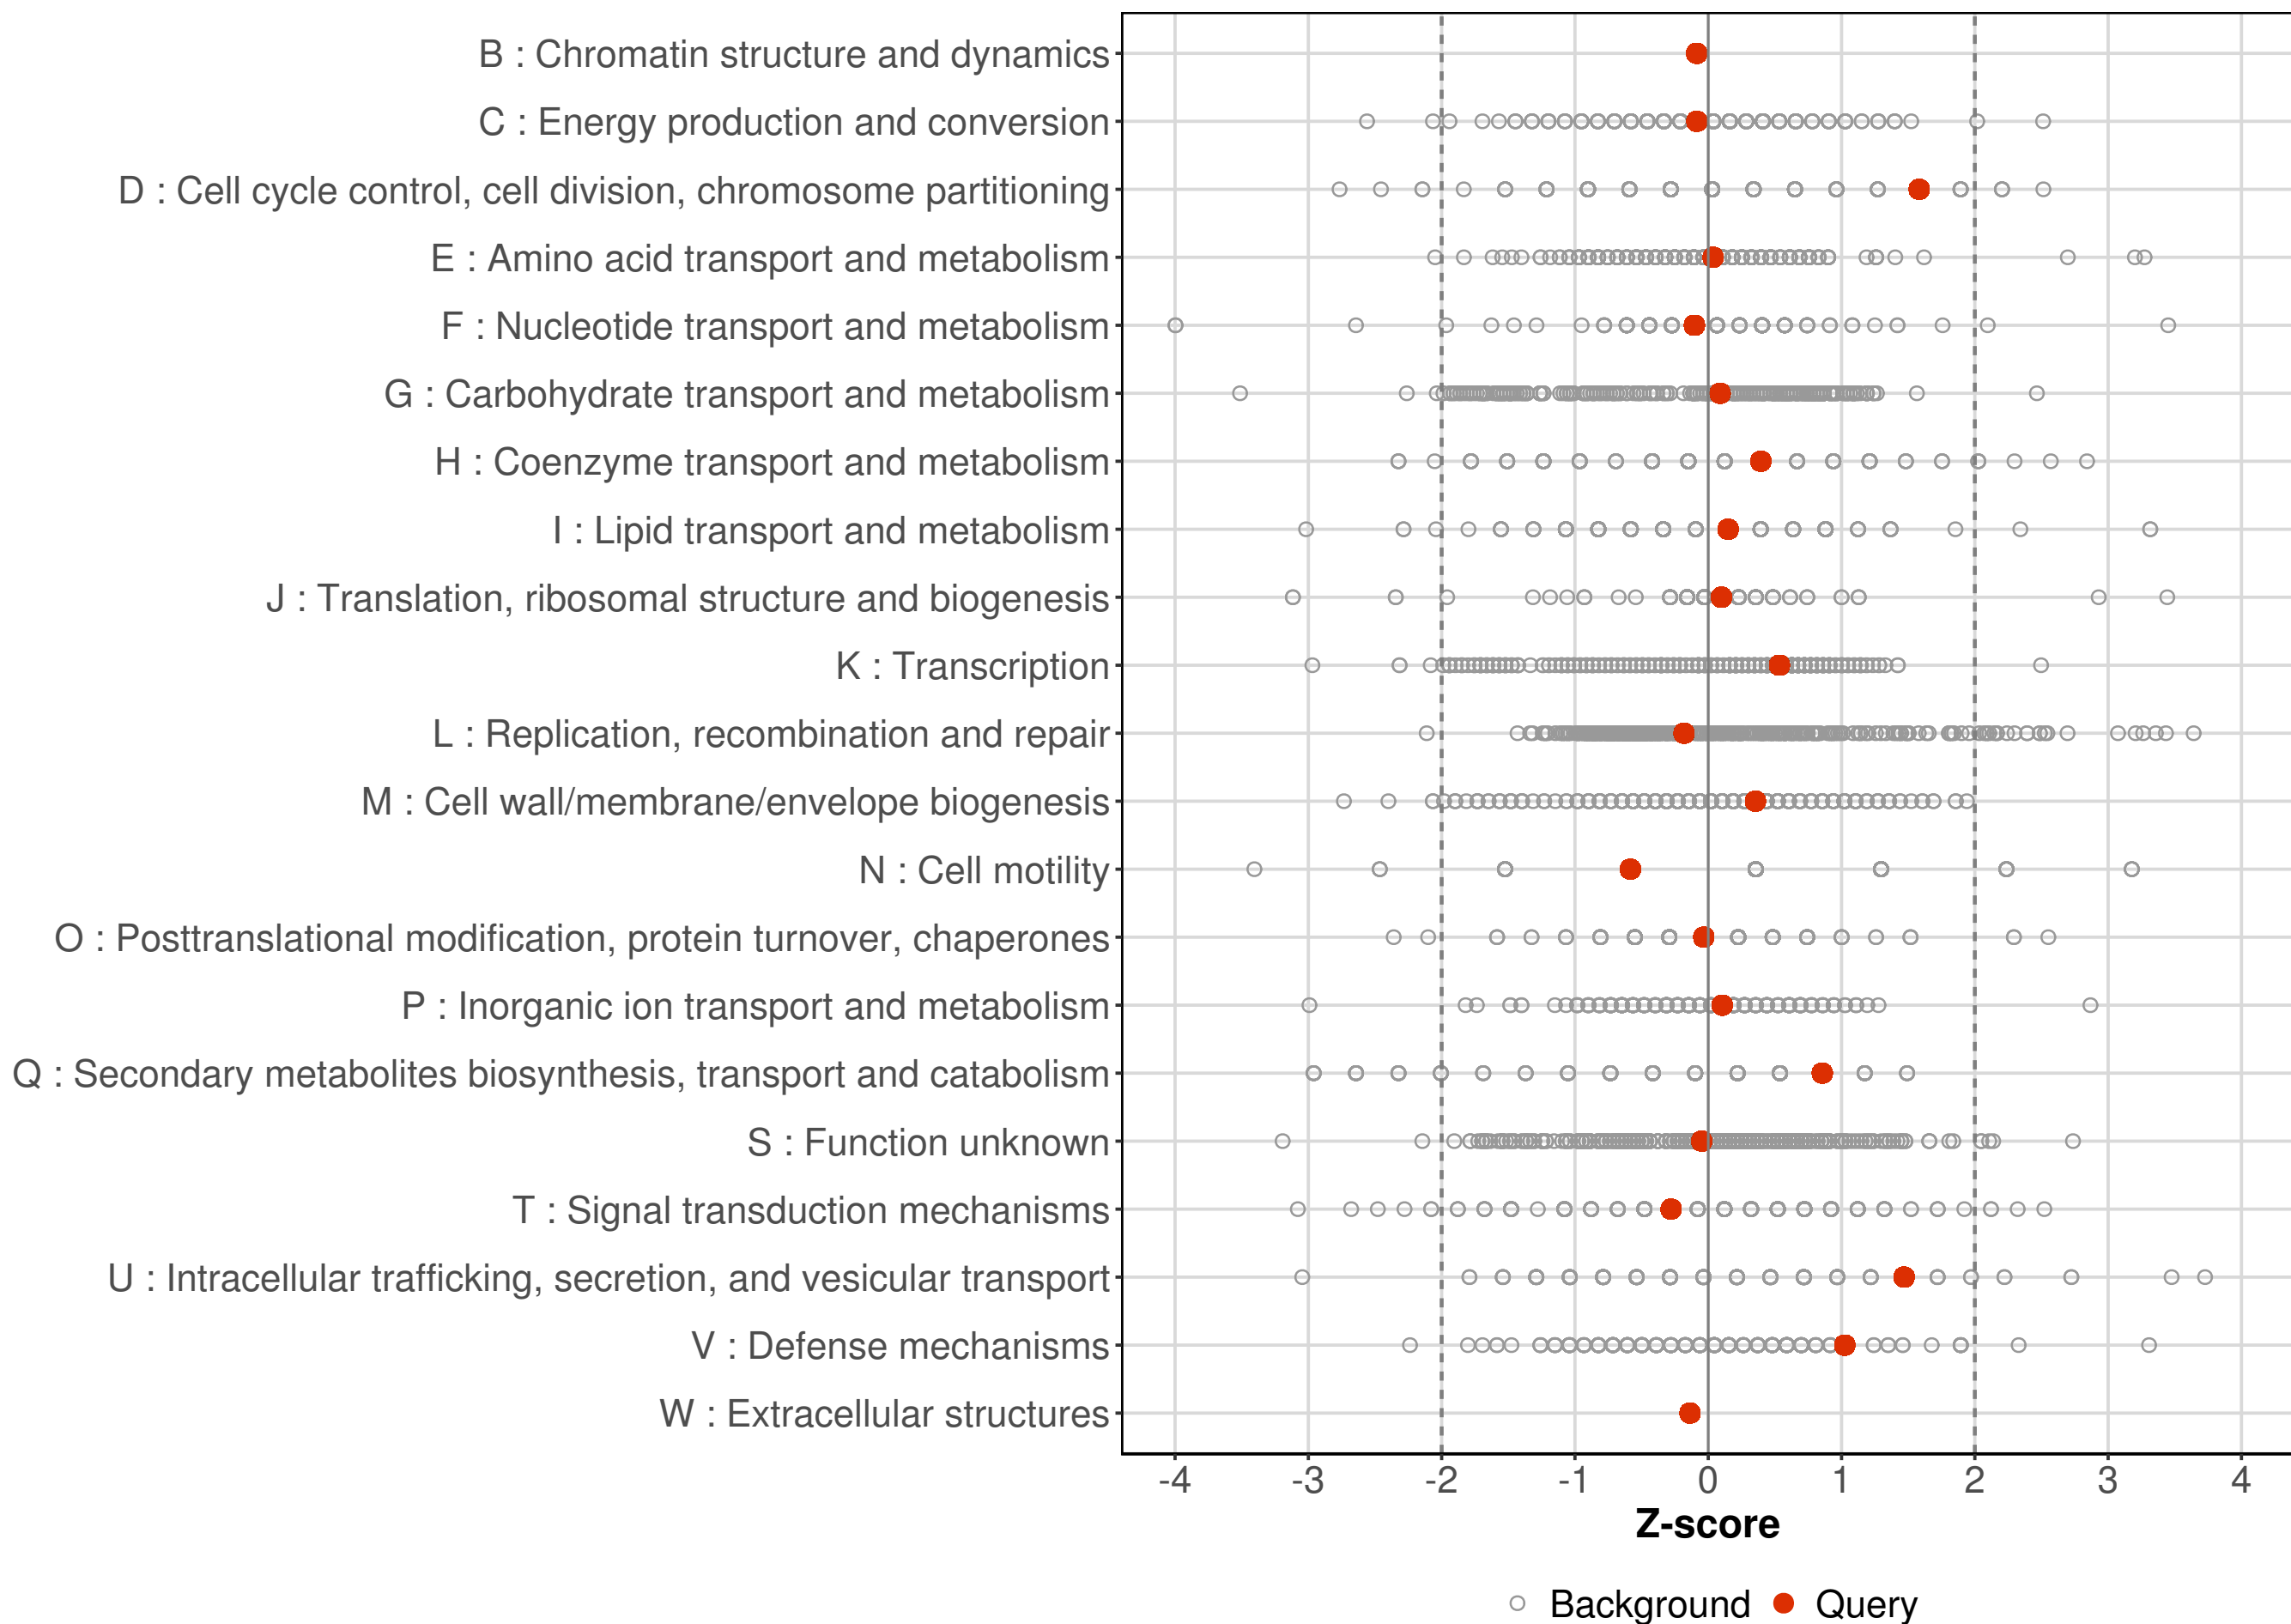 B : Chromatin structure and dynamics
C : Energy production and conversion
D : Cell cycle control, cell division, chromosome partitioning
E : Amino acid transport and metabolism
F : Nucleotide transport and metabolism
G : Carbohydrate transport and metabolism
H : Coenzyme transport and metabolism
I : Lipid transport and metabolism
J : Translation, ribosomal structure and biogenesis
K : Transcription
L : Replication, recombination and repair
M : Cell wall/membrane/envelope biogenesis
N : Cell motility
O : Posttranslational modification, protein turnover, chaperones
P : Inorganic ion transport and metabolism
Q : Secondary metabolites biosynthesis, transport and catabolism
S : Function unknown
T : Signal transduction mechanisms
U : Intracellular trafficking, secretion, and vesicular transport
V : Defense mechanisms
W : Extracellular structures
-4 -3 -2 -1 0 1 2 3 4
Z-score
Background Query